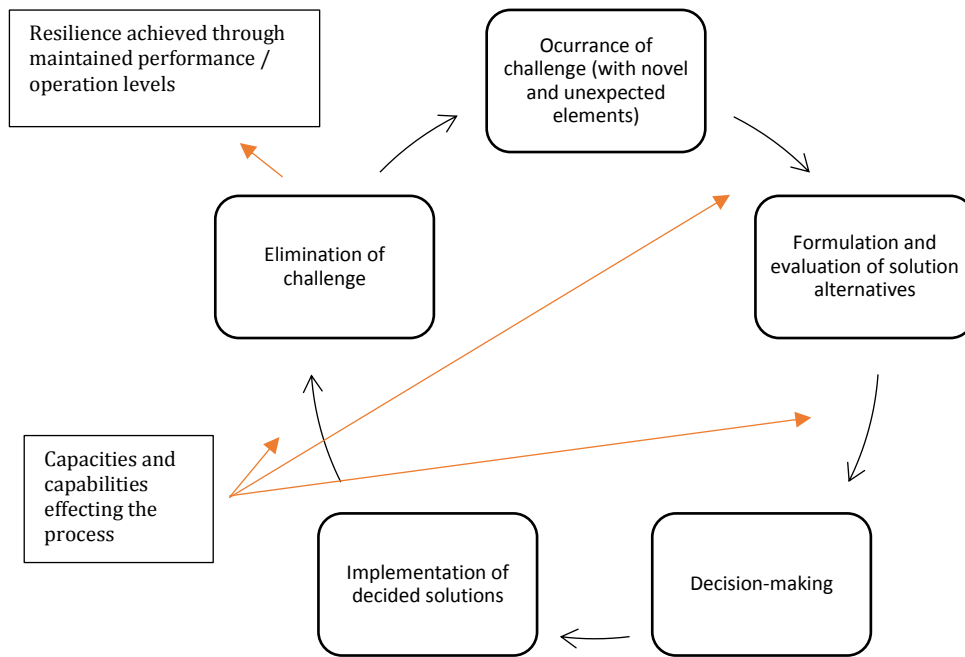 Resilience achieved through
maintained performance /
operation levels
Ocurrance of
challenge (with novel
and unexpected
elements)
Elimination of
challenge
Formulation and
evaluation of solution
alternatives
Capacities and
capabilities
effecting the
process
Implementation of
decided solutions
Decision-making